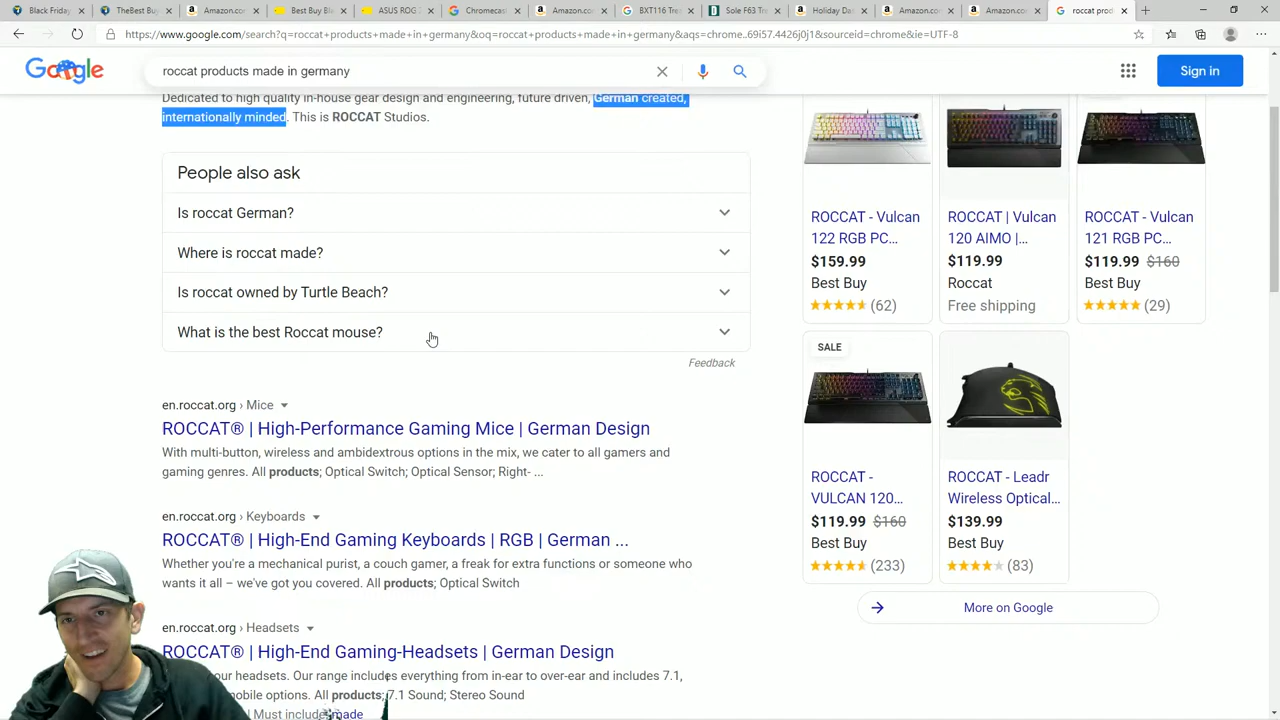 Black Friday
TheBest Buy
Amazon.co
Best Buy Ble
ASUS ROG
Chromecast
Amazon.co
BXT116 Trea
Sole F63 Tre
Holiday Da
Amazon.co
Amazon.co
roccat prod
https://www.google.com/search?q=roccat+products+made+in+germany&oq=roccat+products+made+in+germany&aqs=chrome..69i57.4426j0j1&sourceid=chrome&ie=UTF-8
Google
roccat products made in germany
Sign in
Dedicated to high quality in-house gear design and engineering, future driven, German created,
internationally minded. This is ROCCAT Studios.
People also ask
Is roccat German?
Where is roccat made?
Is roccat owned by Turtle Beach?
What is the best Roccat mouse?
Feedback
en.roccat.org › Mice
ROCCAT® | High-Performance Gaming Mice | German Design
With multi-button, wireless and ambidextrous options in the mix, we cater to all gamers and
gaming genres. All products; Optical Switch; Optical Sensor; Right- ...
en.roccat.org › Keyboards
ROCCAT® | High-End Gaming Keyboards | RGB | German ...
Whether you're a mechanical purist, a couch gamer, a freak for extra functions or someone who
wants it all – we've got you covered. All products; Optical Switch
en.roccat.org › Headsets
ROCCAT® | High-End Gaming-Headsets | German Design
our headsets. Our range includes everything from in-ear to over-ear and includes 7.1,
mobile options. All products; 7.1 Sound; Stereo Sound
| Must include: made
ROCCAT - Vulcan
122 RGB PC...
$159.99
Best Buy
(62)
ROCCAT | Vulcan
120 AIMO |...
$119.99
Roccat
Free shipping
ROCCAT - Vulcan
121 RGB PC...
$119.99 $160
Best Buy
(29)
SALE
ROCCAT -
VULCAN 120...
$119.99 $160
Best Buy
(233)
ROCCAT - Leadr
Wireless Optical...
$139.99
Best Buy
(83)
More on Google